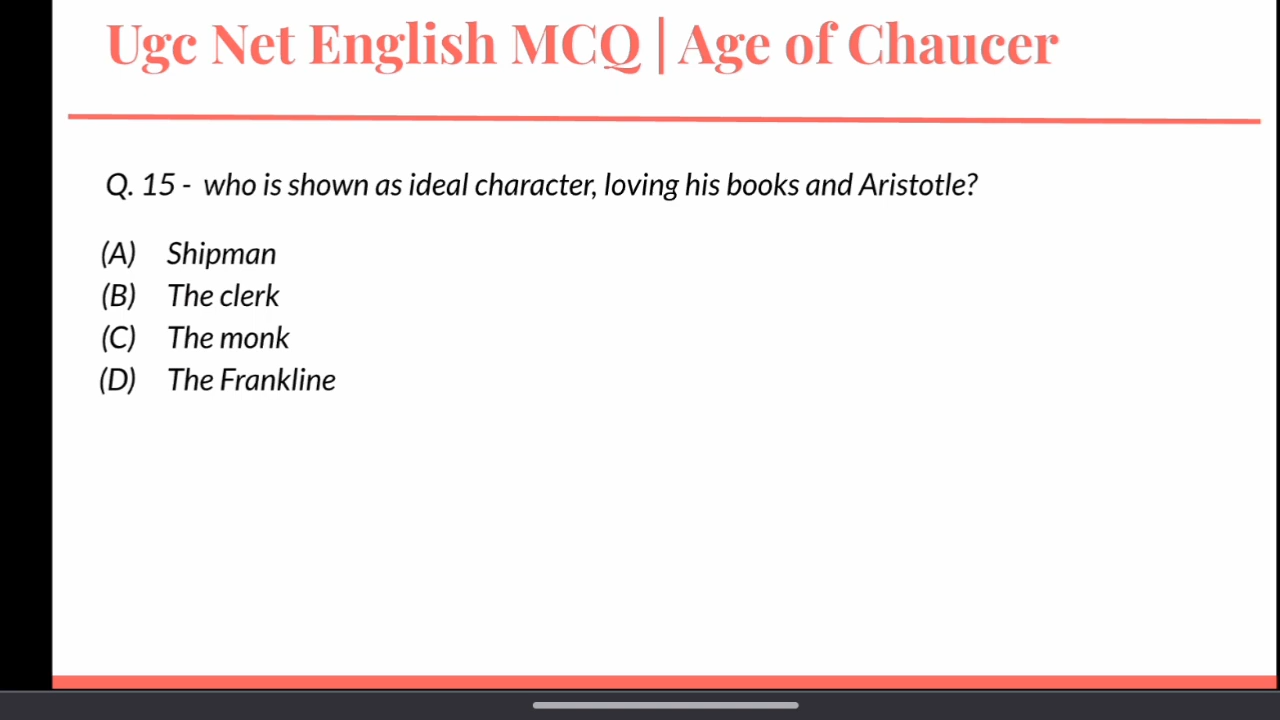 Ugc Net English MCQ | Age of Chaucer
Q. 15 - who is shown as ideal character, loving his books and Aristotle?
(A) Shipman
(B) The clerk
(C) The monk
(D) The Frankline